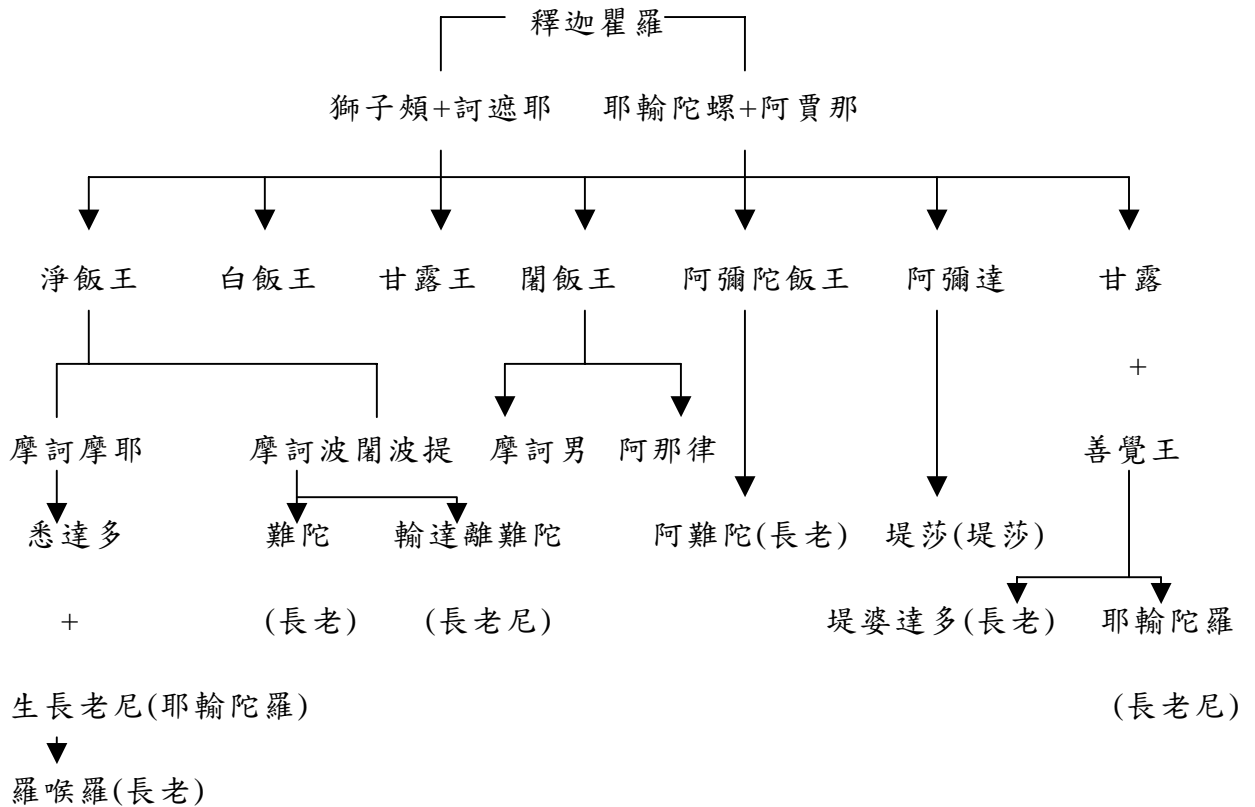 釋迦瞿羅
獅子頰+訶遮耶 耶輸陀螺+阿賈那
淨飯王 白飯王 甘露王 闍飯王 阿彌陀飯王 阿彌達 甘露
+
摩訶摩耶 摩訶波闍波提 摩訶男 阿那律 善覺王
悉達多 難陀 輸達離難陀 阿難陀(長老) 堤莎(堤莎)
+ (長老) (長老尼) 堤婆達多(長老) 耶輸陀羅
生長老尼(耶輸陀羅) (長老尼)
羅喉羅(長老)